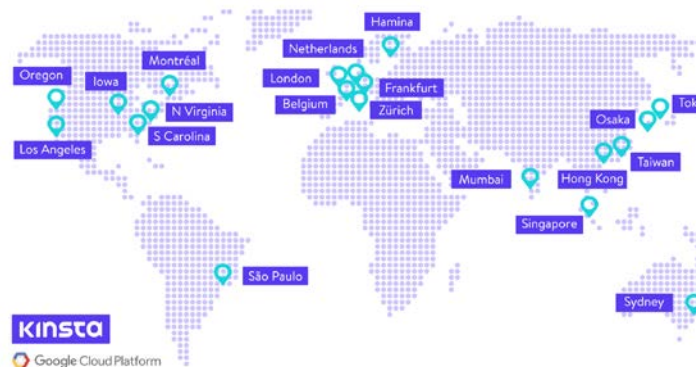 Hamina
Netherlands
Montréal
Oregon
Iowa
London
Frankfurt
N Virginia
Belgium
Zürich
Tok
Osaka
S Carolina
Los Angeles
Taiwan
Mumbai
Hong Kong
Singapore
São Paulo
Sydney
KINSTA
Google Cloud Platform